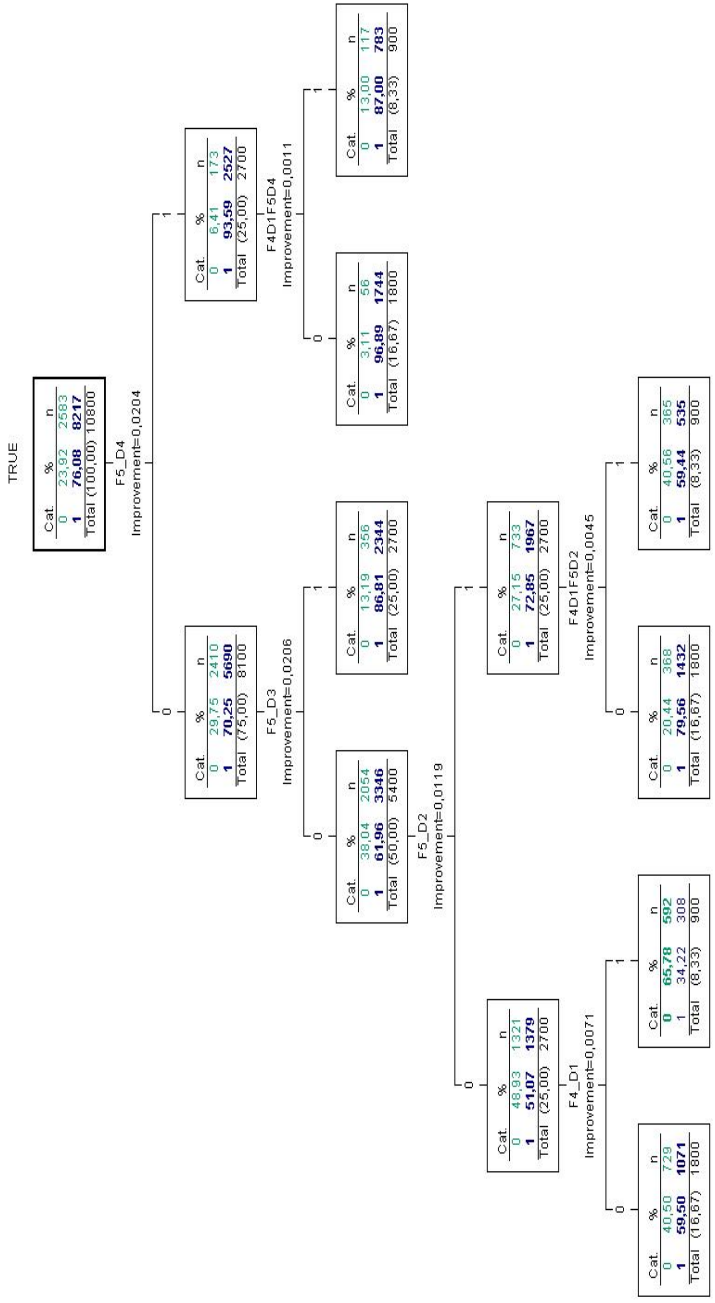 TRUE
Cat. % n
0 23,92 2583
1 76,08 8217
Total (100,00) 10800
F5_D4
Improvement=0,0204
0
1
Cat. % n
0 29,75 2410
1 70,25 5690
Total (75,00) 8100
F5_D3
Improvement=0,0206
Cat. % n
0 6,41 173
1 93,59 2527
Total (25,00) 2700
F4D1F5D4
Improvement=0,0011
0
1
0
1
Cat. % n
0 38,04 2054
1 61,96 3346
Total (50,00) 5400
F5_D2
Improvement=0,0119
Cat. % n
0 13,19 356
1 86,81 2344
Total (25,00) 2700
Cat. % n
0 3,11 56
1 96,89 1744
Total (16,67) 1800
Cat. % n
0 13,00 117
1 87,00 783
Total (8,33) 900
0
1
Cat. % n
0 48,93 1321
1 51,07 1379
Total (25,00) 2700
F4_D1
Improvement=0,0071
Cat. % n
0 27,15 733
1 72,85 1967
Total (25,00) 2700
F4D1F5D2
Improvement=0,0045
0
1
0
1
Cat. % n
0 40,50 729
1 59,50 1071
Total (16,67) 1800
Cat. % n
0 65,78 592
1 34,22 308
Total (8,33) 900
Cat. % n
0 20,44 368
1 79,56 1432
Total (16,67) 1800
Cat. % n
0 40,56 365
1 59,44 535
Total (8,33) 900